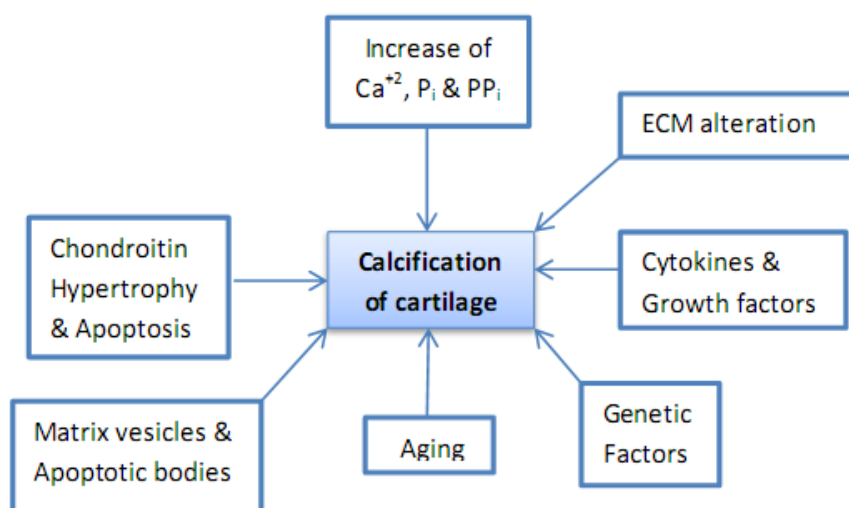 Increase of
Ca⁺², Pᵢ & PPᵢ
ECM alteration
Chondroitin
Hypertrophy
& Apoptosis
Calcification
of cartilage
Cytokines &
Growth factors
Matrix vesicles &
Apoptotic bodies
Aging
Genetic
Factors